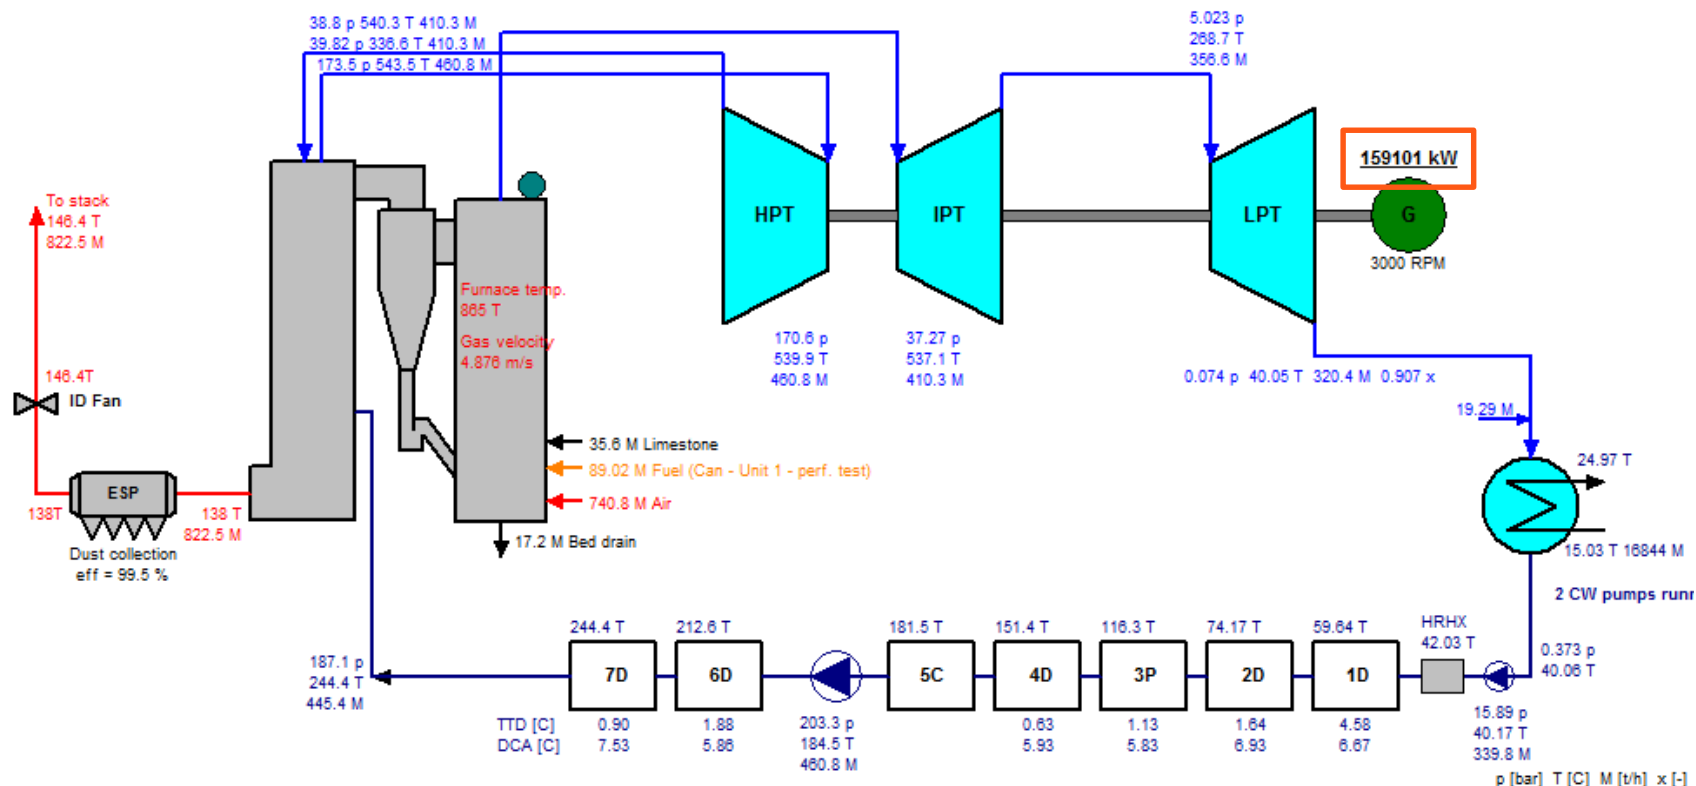 38.8 p 540.3 T 410.3 M
39.82 p 336.6 T 410.3 M
173.5 p 543.5 T 460.8 M
5.023 p
268.7 T
356.6 M
159101 kW
To stack
146.4 T
822.5 M
HPT
IPT
LPT
G
3000 RPM
Furnace temp.
865 T
Gas velocity
4.876 m/s
170.6 p
539.9 T
460.8 M
37.27 p
537.1 T
410.3 M
0.074 p 40.05 T 320.4 M 0.907 x
146.4T
ID Fan
19.29 M
35.6 M Limestone
89.02 M Fuel (Can - Unit 1 - perf. test)
740.8 M Air
24.97 T
ESP
138T
138 T
822.5 M
17.2 M Bed drain
15.03 T 16844 M
Dust collection
eff = 99.5 %
2 CW pumps runn
244.4 T
212.6 T
181.5 T
151.4 T
116.3 T
74.17 T
59.64 T
HRHX
42.03 T
0.373 p
40.06 T
187.1 p
244.4 T
445.4 M
7D
6D
5C
4D
3P
2D
1D
TTD [C]
0.90
1.88
0.63
1.13
1.64
4.58
DCA [C]
7.53
5.86
5.93
5.83
6.93
6.67
203.3 p
184.5 T
460.8 M
15.89 p
40.17 T
339.8 M
p [bar] T [C] M [t/h] x [-]